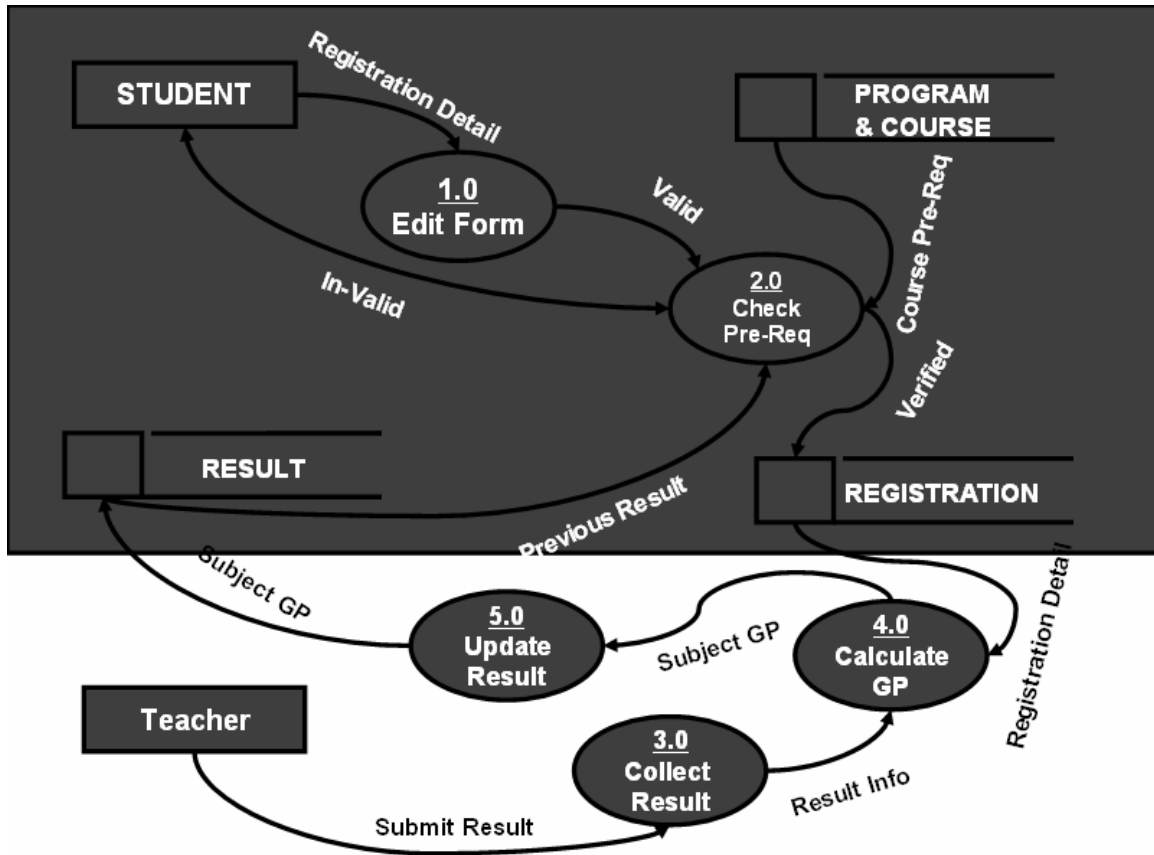 Registration Detail
STUDENT
PROGRAM
& COURSE
1.0
Edit Form
Valid
Course Pre-Req
In-Valid
2.0
Check
Pre-Req
Verified
RESULT
REGISTRATION
Previous Result
Subject GP
Registration Detail
5.0
Update
Result
Subject GP
4.0
Calculate
GP
Teacher
3.0
Collect
Result
Result Info
Submit Result